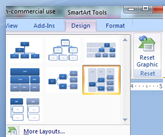 n-commercial use
SmartArt Tools
View
Add-Ins
Design
Format
Reset
Graphic
Reset
More Layouts...